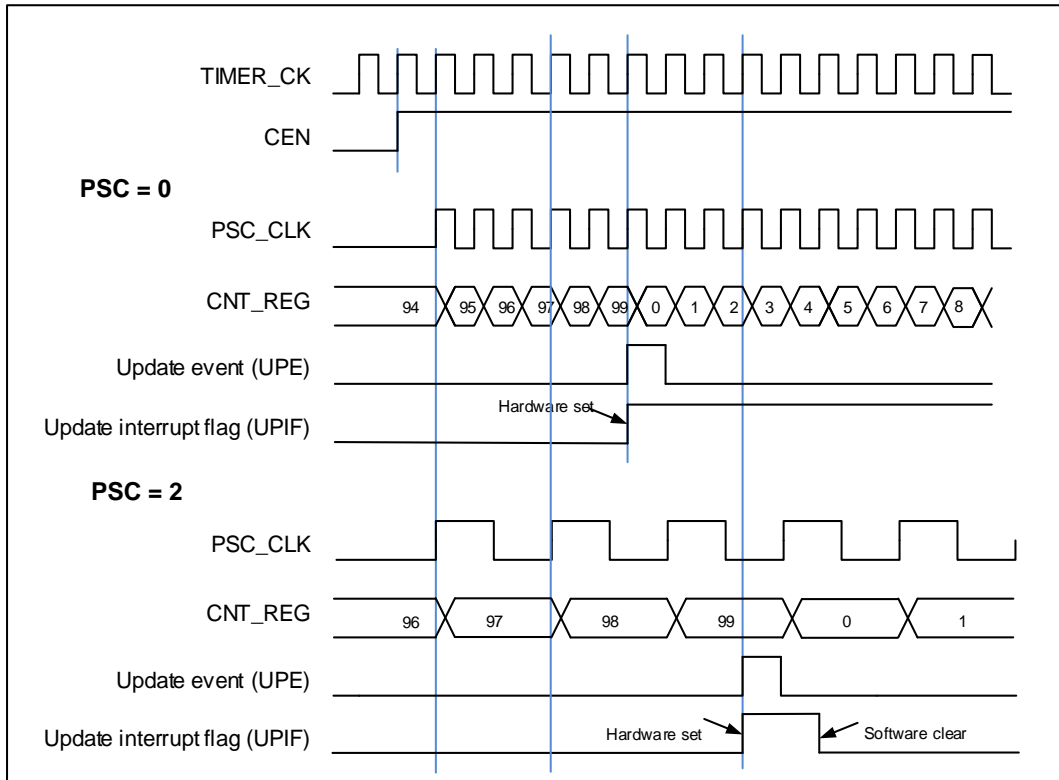 TIMER_CK
CEN
PSC = 0
PSC_CLK
CNT_REG 94 95 96 97 98 99 0 1 2 3 4 5 6 7 8
Update event (UPE)
Hardware set
Update interrupt flag (UPIF)
PSC = 2
PSC_CLK
CNT_REG 96 97 98 99 0 1
Update event (UPE)
Update interrupt flag (UPIF) Hardware set Software clear